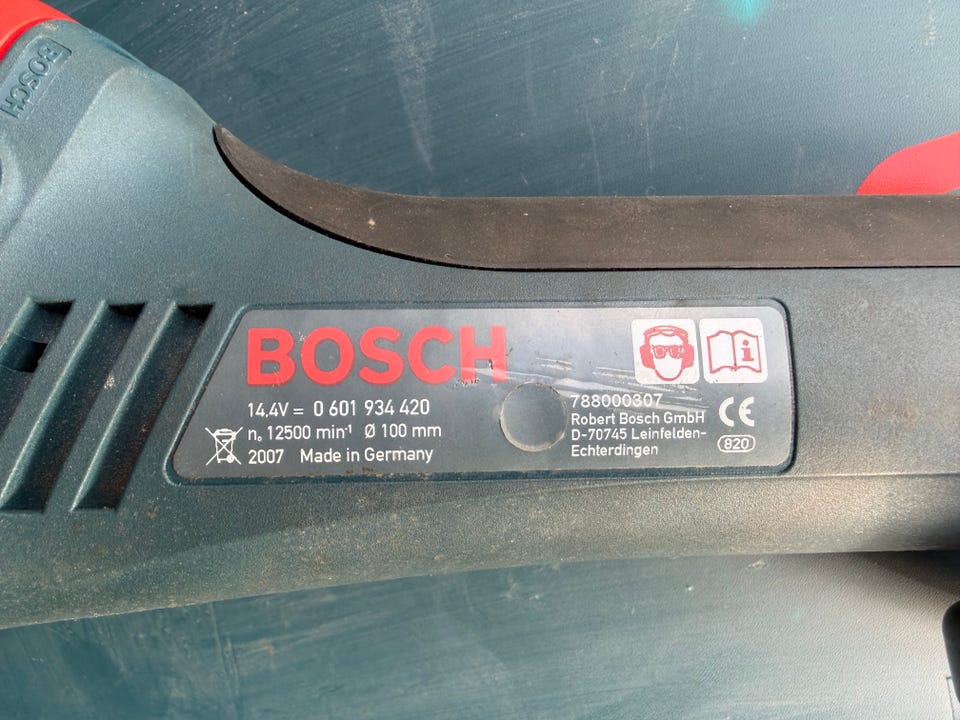 BOSCH
BOSCH
14,4V = 0 601 934 420
n₀ 12500 min⁻¹ Ø 100 mm
2007 Made in Germany
788000307
Robert Bosch GmbH
D-70745 Leinfelden-
Echterdingen
i
CE
820